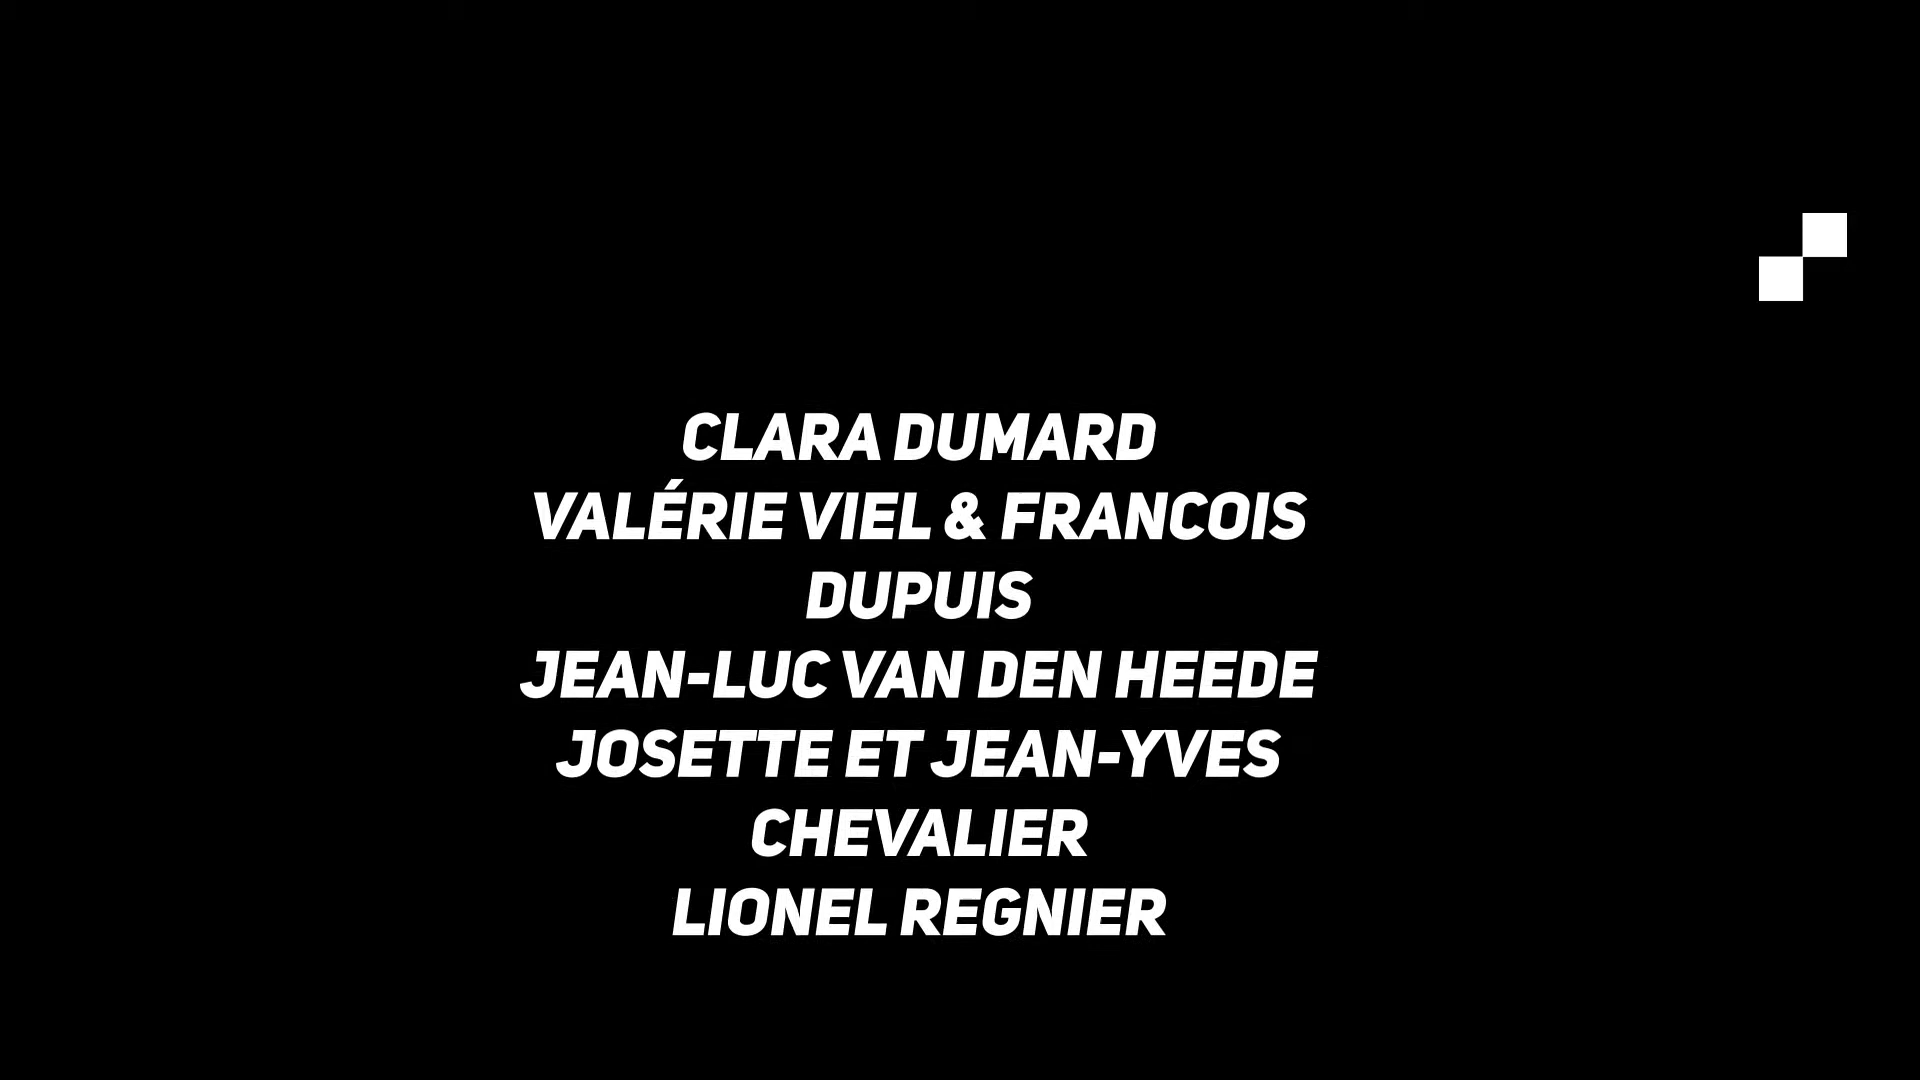 CLARA DUMARD
VALÉRIE VIEL & FRANCOIS
DUPUIS
JEAN-LUC VAN DEN HEEDE
JOSETTE ET JEAN-YVES
CHEVALIER
LIONEL REGNIER